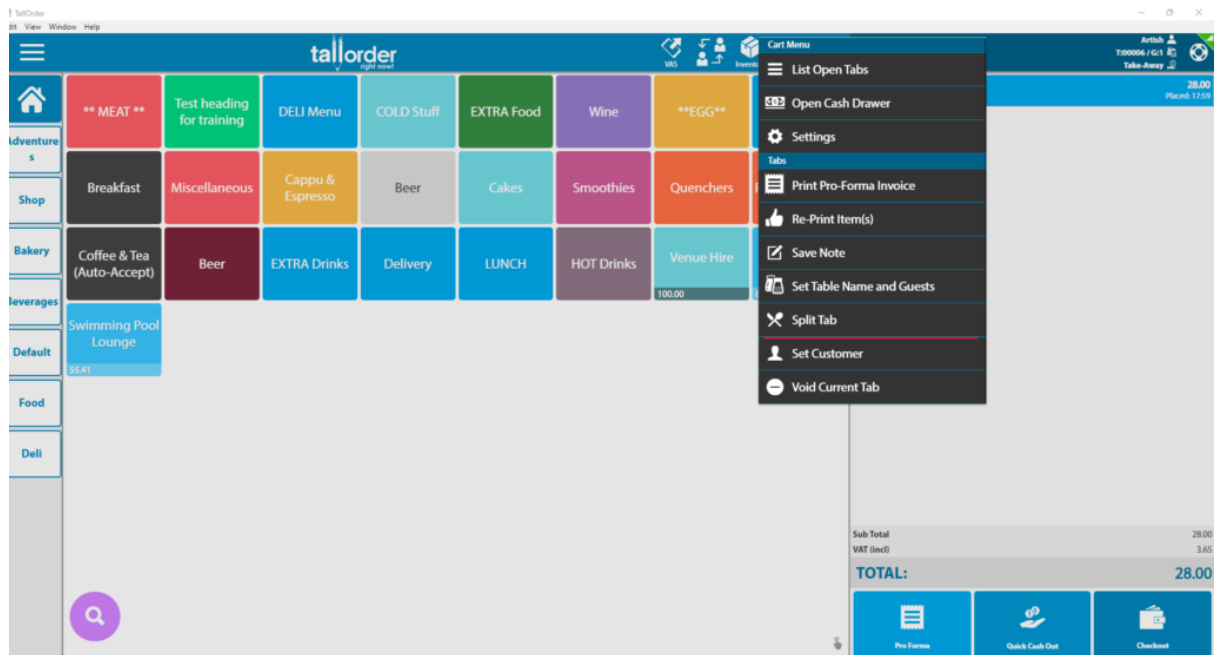 TallOrder
dit View Window Help
tallorder
right now!
VAS
Invento
Cart Menu
List Open Tabs
Open Cash Drawer
Settings
Tabs
Print Pro-Forma Invoice
Re-Print Item(s)
Save Note
Set Table Name and Guests
Split Tab
Set Customer
Void Current Tab
Artish
T:00006 / G:1
Take-Away
28.00
Placed: 17:59
Adventure
s
Shop
Bakery
Beverages
Default
Food
Deli
** MEAT **
Test heading
for training
DELI Menu
COLD Stuff
EXTRA Food
Wine
**EGG**
Breakfast
Miscellaneous
Cappu &
Espresso
Beer
Cakes
Smoothies
Quenchers
Coffee & Tea
(Auto-Accept)
Beer
EXTRA Drinks
Delivery
LUNCH
HOT Drinks
Venue Hire
100.00
Swimming Pool
Lounge
55.41
Sub Total 28.00
VAT (incl) 3.65
TOTAL: 28.00
Pro Forma
Quick Cash Out
Checkout